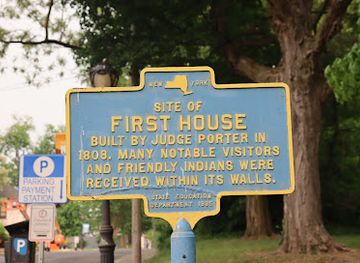 NEW YORK
SITE OF
FIRST HOUSE
BUILT BY JUDGE PORTER IN
1808. MANY NOTABLE VISITORS
AND FRIENDLY INDIANS WERE
RECEIVED WITHIN ITS WALLS.
STATE EDUCATION
DEPARTMENT 1935
P
PARKING
PAYMENT
STATION
P